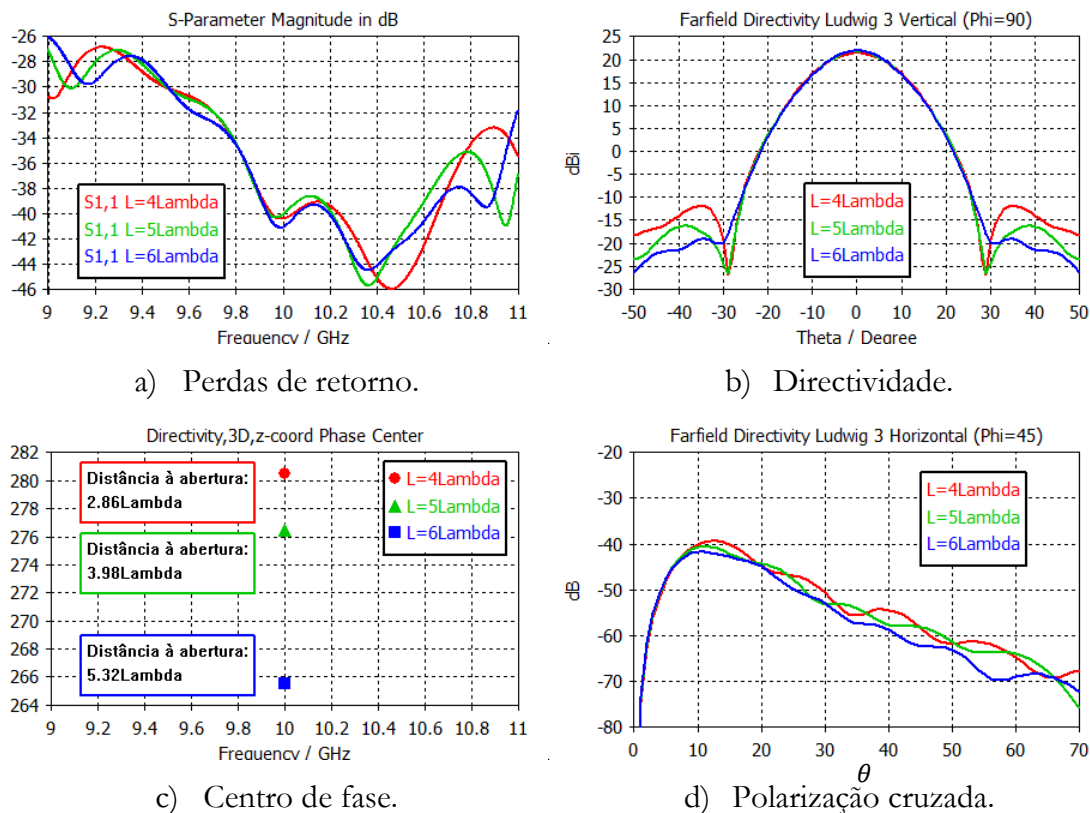 S-Parameter Magnitude in dB
-26
-28
-30
-32
-34
-36
-38
-40
-42
-44
-46
S1,1 L=4Lambda
S1,1 L=5Lambda
S1,1 L=6Lambda
9 9.2 9.4 9.6 9.8 10 10.2 10.4 10.6 10.8 11
Frequency / GHz
a) Perdas de retorno.
Farfield Directivity Ludwig 3 Vertical (Phi=90)
25
20
15
10
5
0
-5
-10
-15
-20
-25
-30
dBi
L=4Lambda
L=5Lambda
L=6Lambda
-50 -40 -30 -20 -10 0 10 20 30 40 50
Theta / Degree
b) Directividade.
Directivity,3D,z-coord Phase Center
282
280
278
276
274
272
270
268
266
264
Distância à abertura:
2.86Lambda
Distância à abertura:
3.98Lambda
Distância à abertura:
5.32Lambda
L=4Lambda
L=5Lambda
L=6Lambda
9 9.2 9.4 9.6 9.8 10 10.2 10.4 10.6 10.8 11
Frequency / GHz
c) Centro de fase.
Farfield Directivity Ludwig 3 Horizontal (Phi=45)
-20
-30
-40
-50
-60
-70
-80
dB
L=4Lambda
L=5Lambda
L=6Lambda
0 10 20 30 40 50 60 70
θ
d) Polarização cruzada.